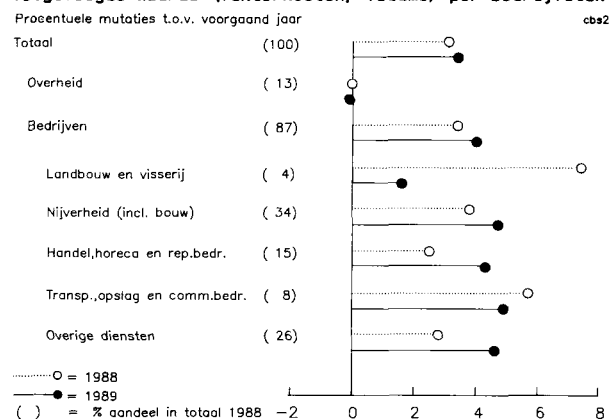 Procentuele mutaties t.o.v. voorgaand jaar cbs2
Totaal (100)
Overheid ( 13)
Bedrijven ( 87)
Landbouw en visserij ( 4)
Nijverheid (incl. bouw) ( 34)
Handel,horeca en rep.bedr. ( 15)
Transp.,opslag en comm.bedr. ( 8)
Overige diensten ( 26)
= 1988
= 1989
( ) = % aandeel in totaal 1988
-2 0 2 4 6 8